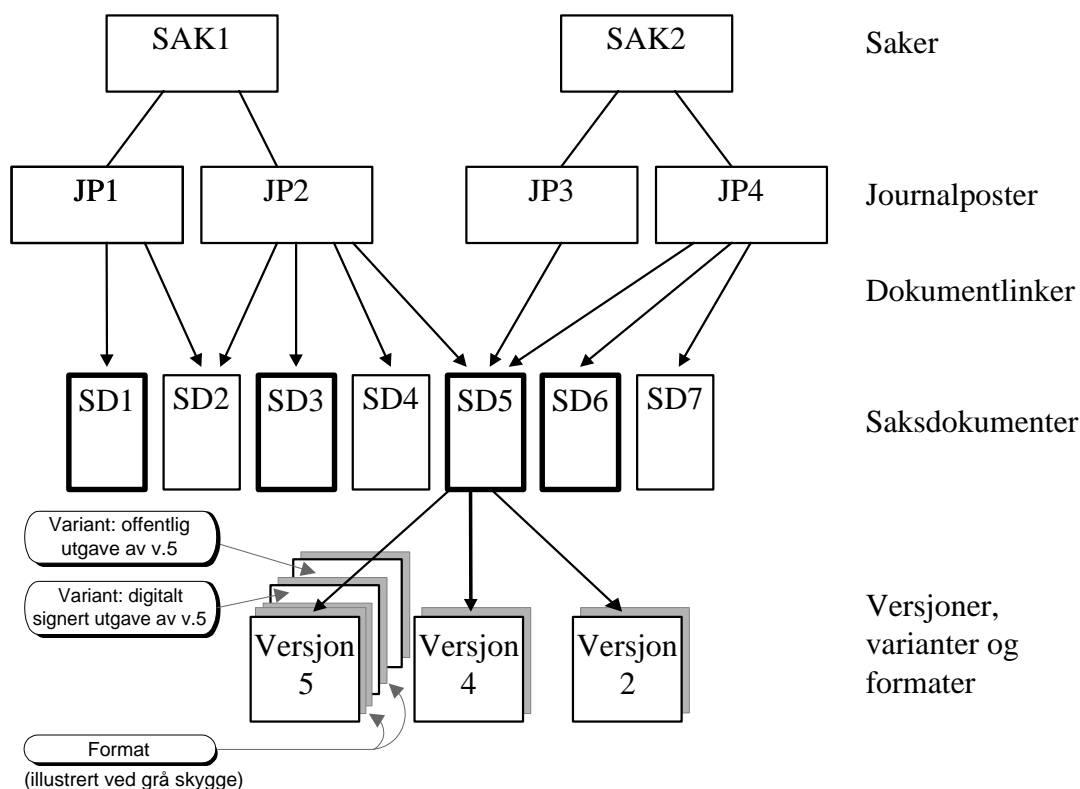 SAK1
SAK2
Saker
JP1
JP2
JP3
JP4
Journalposter
Dokumentlinker
SD1
SD2
SD3
SD4
SD5
SD6
SD7
Saksdokumenter
Variant: offentlig
utgave av v.5
Variant: digitalt
signert utgave av v.5
Versjon
5
Versjon
4
Versjon
2
Versjoner,
varianter og
formater
Format
(illustrert ved grå skygge)